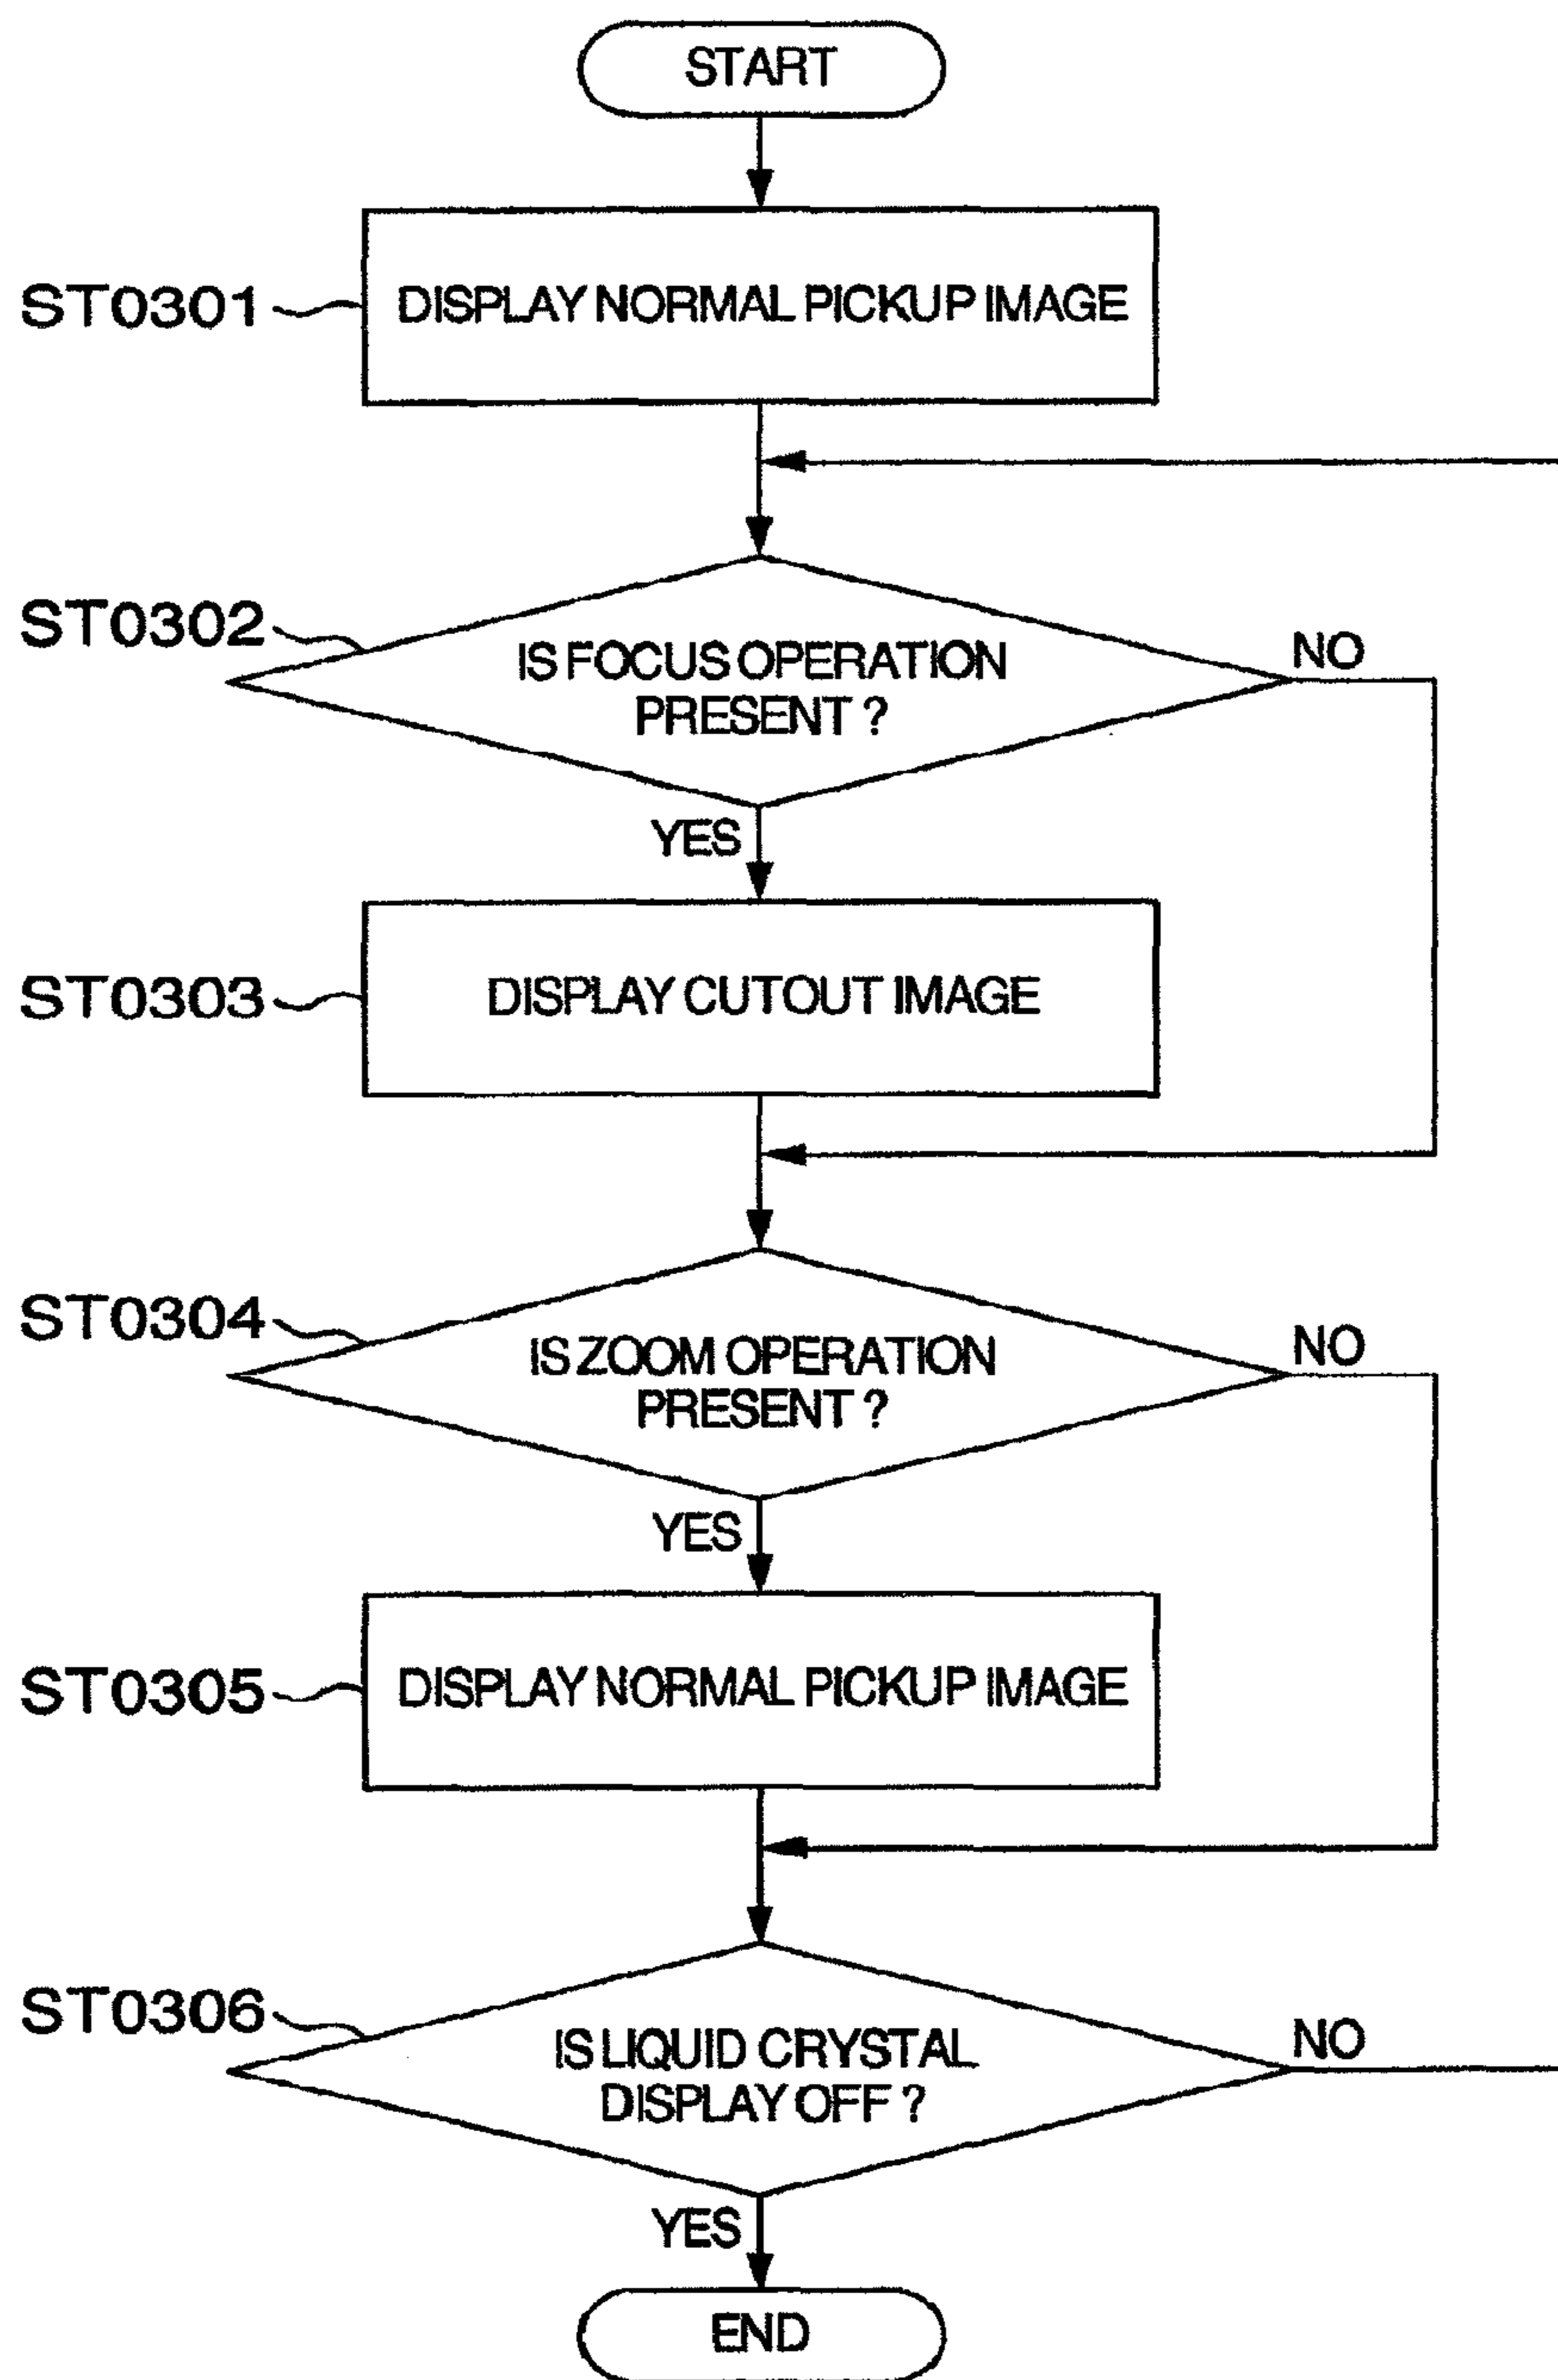 START
ST0301
DISPLAY NORMAL PICKUP IMAGE
ST0302
IS FOCUS OPERATION
PRESENT ?
NO
YES
ST0303
DISPLAY CUTOUT IMAGE
ST0304
IS ZOOM OPERATION
PRESENT ?
NO
YES
ST0305
DISPLAY NORMAL PICKUP IMAGE
ST0306
IS LIQUID CRYSTAL
DISPLAY OFF ?
NO
YES
END